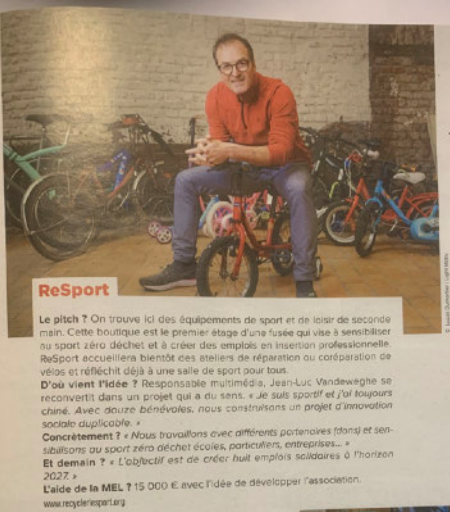 ReSport
Le pitch ? On trouve ici des équipements de sport et de loisir de seconde
main. Cette boutique est le premier étage d'une fusée qui vise à sensibiliser
au sport zéro déchet et à créer des emplois en insertion professionnelle.
ReSport accueillera bientôt des ateliers de réparation ou coréparation de
vélos et réfléchit déjà à une salle de sport pour tous.
D'où vient l'idée ? Responsable multimédia, Jean-Luc Vandeweghe se
reconvertit dans un projet qui a du sens. « Je suis sportif et j'ai toujours
chiné. Avec douze bénévoles, nous construisons un projet d'innovation
sociale duplicable. »
Concrètement ? « Nous travaillons avec différents partenaires (dons) et sen-
sibilisons au sport zéro déchet écoles, particuliers, entreprises... »
Et demain ? « L'objectif est de créer huit emplois solidaires à l'horizon
2027. »
L'aide de la MEL ? 15 000 € avec l'idée de développer l'association.
www.recycleriesport.org